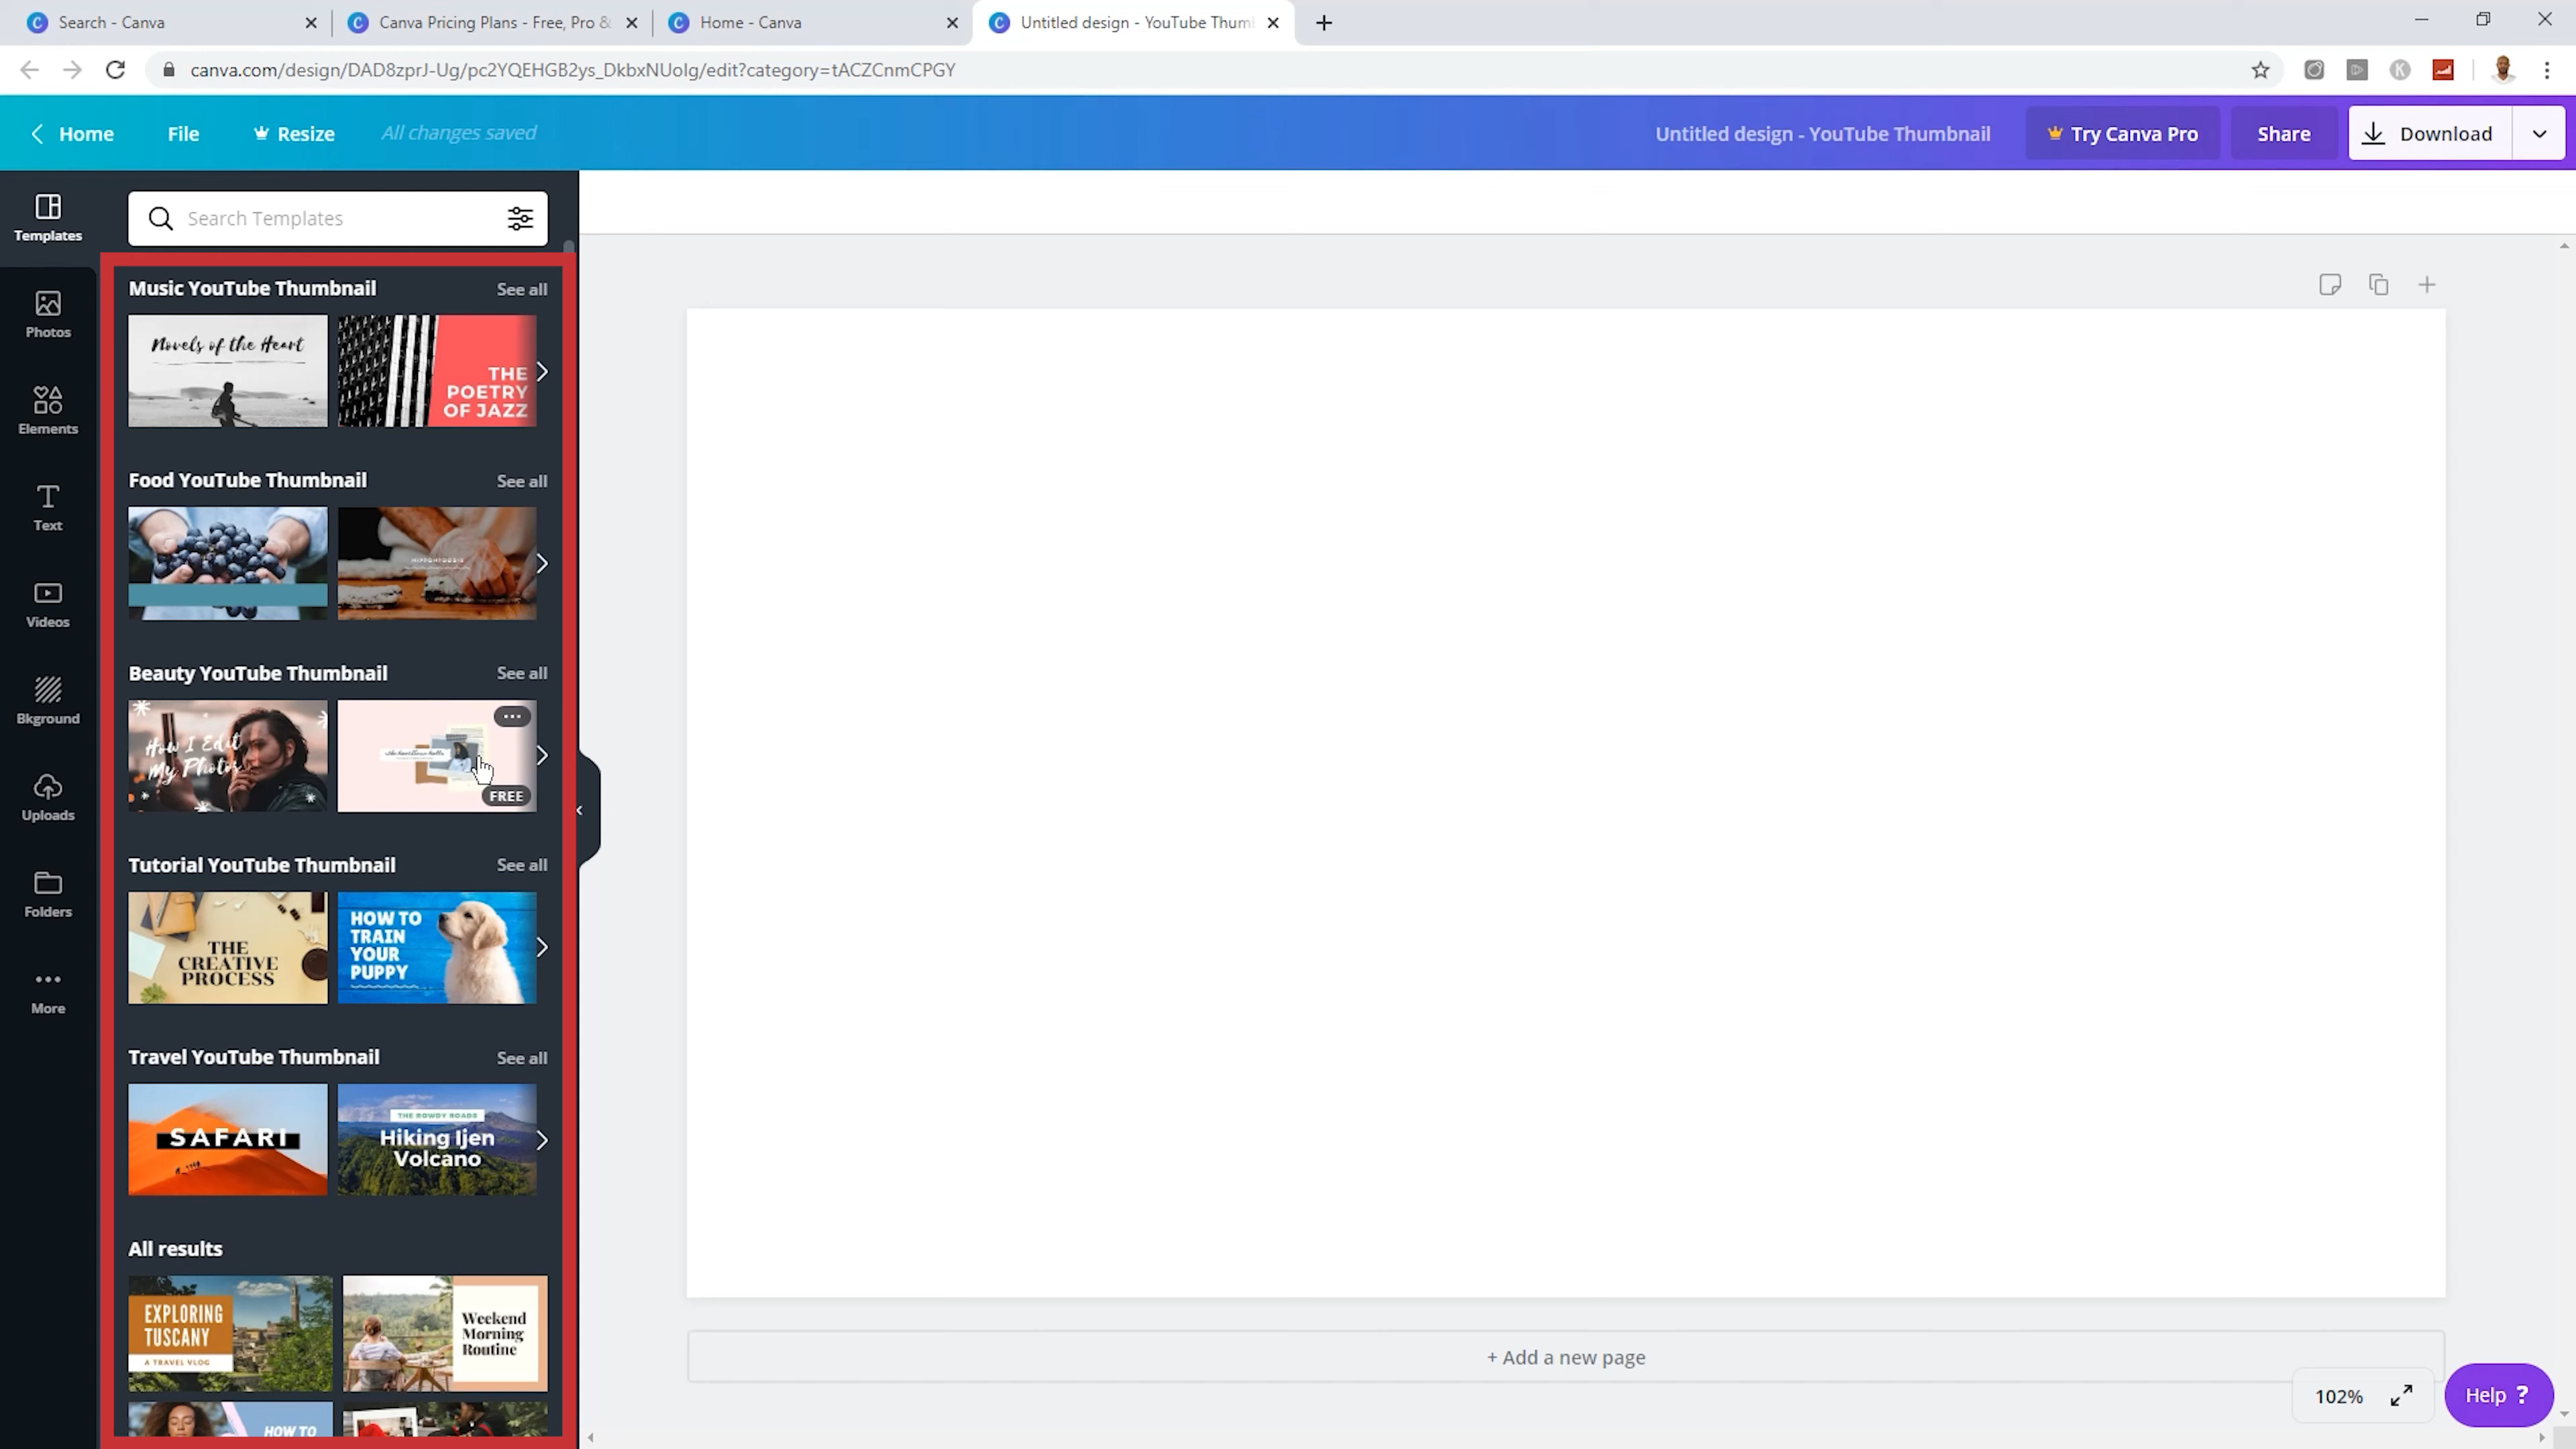 Search - Canva
Canva Pricing Plans - Free, Pro &
Home - Canva
Untitled design - YouTube Thum
canva.com/design/DAD8zprJ-Ug/pc2YQEHGB2ys_DkbxNUoIg/edit?category=tACZCnmCPGY
Home
File
Resize
All changes saved
Untitled design - YouTube Thumbnail
Try Canva Pro
Share
Download
Templates
Photos
Elements
Text
Videos
Bkground
Uploads
Folders
More
Search Templates
Music YouTube Thumbnail
See all
Novels of the Heart
THE
POETRY
OF JAZZ
Food YouTube Thumbnail
See all
Beauty YouTube Thumbnail
See all
How I Edit
My Photos
FREE
Tutorial YouTube Thumbnail
See all
THE
CREATIVE
PROCESS
HOW TO
TRAIN
YOUR
PUPPY
Travel YouTube Thumbnail
See all
SAFARI
THE ROWDY ROADS
Hiking Ijen
Volcano
All results
EXPLORING
TUSCANY
A TRAVEL VLOG
Weekend
Morning
Routine
HOW TO
+ Add a new page
102%
Help ?